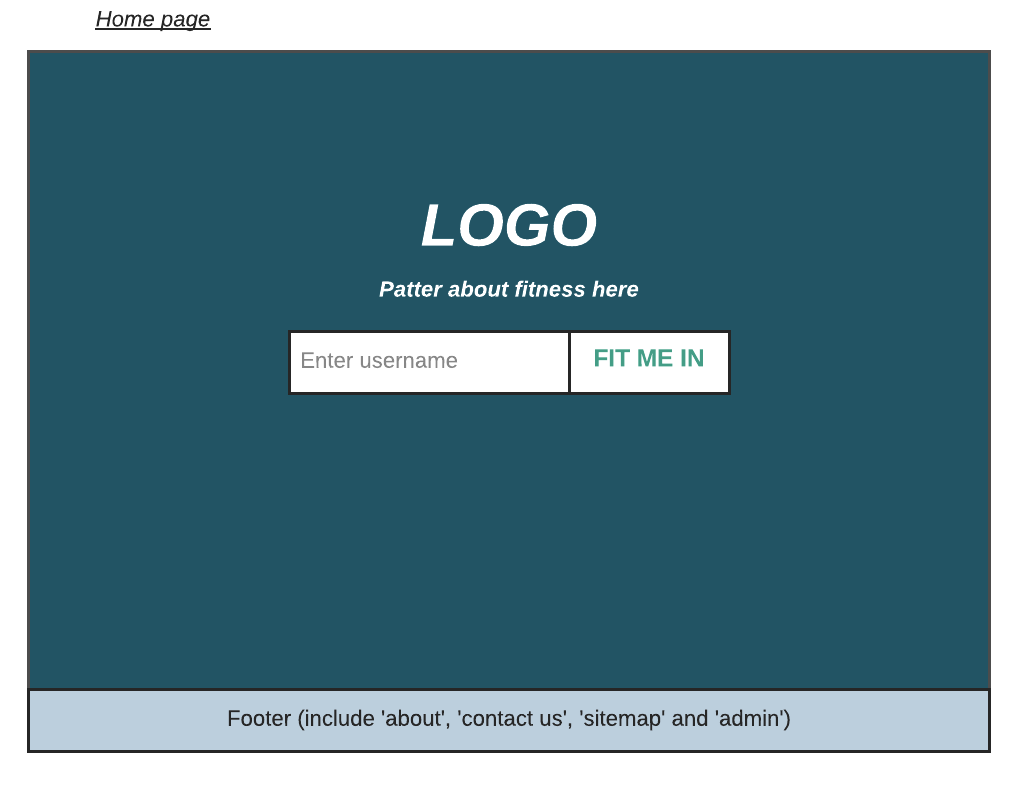 Home page
LOGO
Patter about fitness here
Enter username
FIT ME IN
Footer (include 'about', 'contact us', 'sitemap' and 'admin')